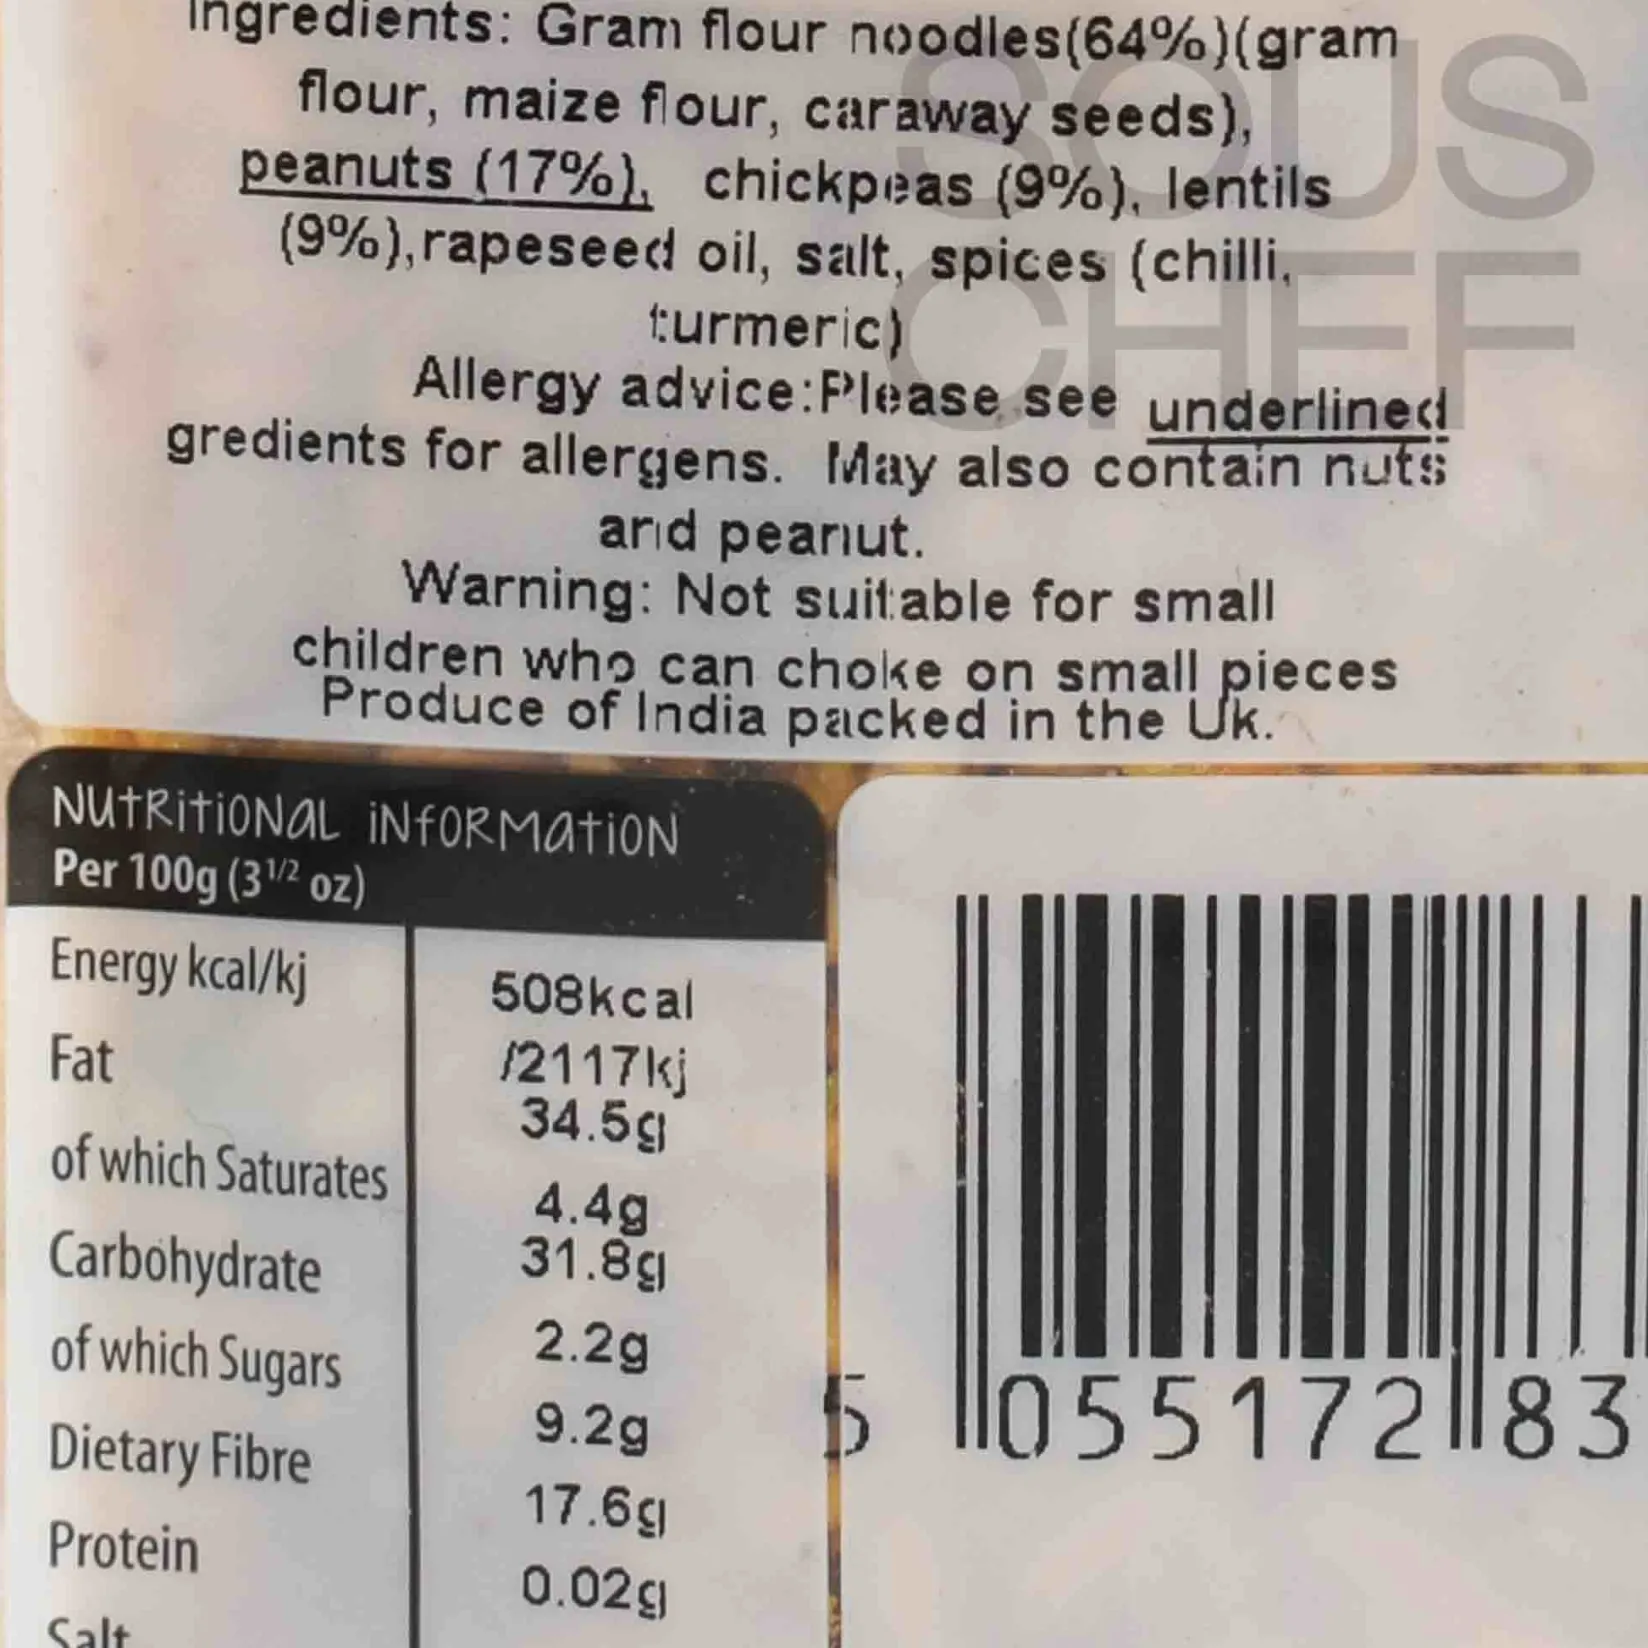 Ingredients: Gram flour noodles(64%)(gram
flour, maize flour, caraway seeds),
peanuts (17%), chickpeas (9%), lentils
(9%),rapeseed oil, salt, spices (chilli,
turmeric)
Allergy advice:Please see underlined
gredients for allergens. May also contain nuts
and peanut.
Warning: Not suitable for small
children who can choke on small pieces
Produce of India packed in the Uk.
SOUS
CHEF
NUtRitiONaL iNfORMatiON
Per 100g (3 1/2 oz)
Energy kcal/kj 508kcal
/2117kj
Fat 34.5g
of which Saturates 4.4g
Carbohydrate 31.8g
of which Sugars 2.2g
Dietary Fibre 9.2g
Protein 17.6g
Salt 0.02g
5 055172 83